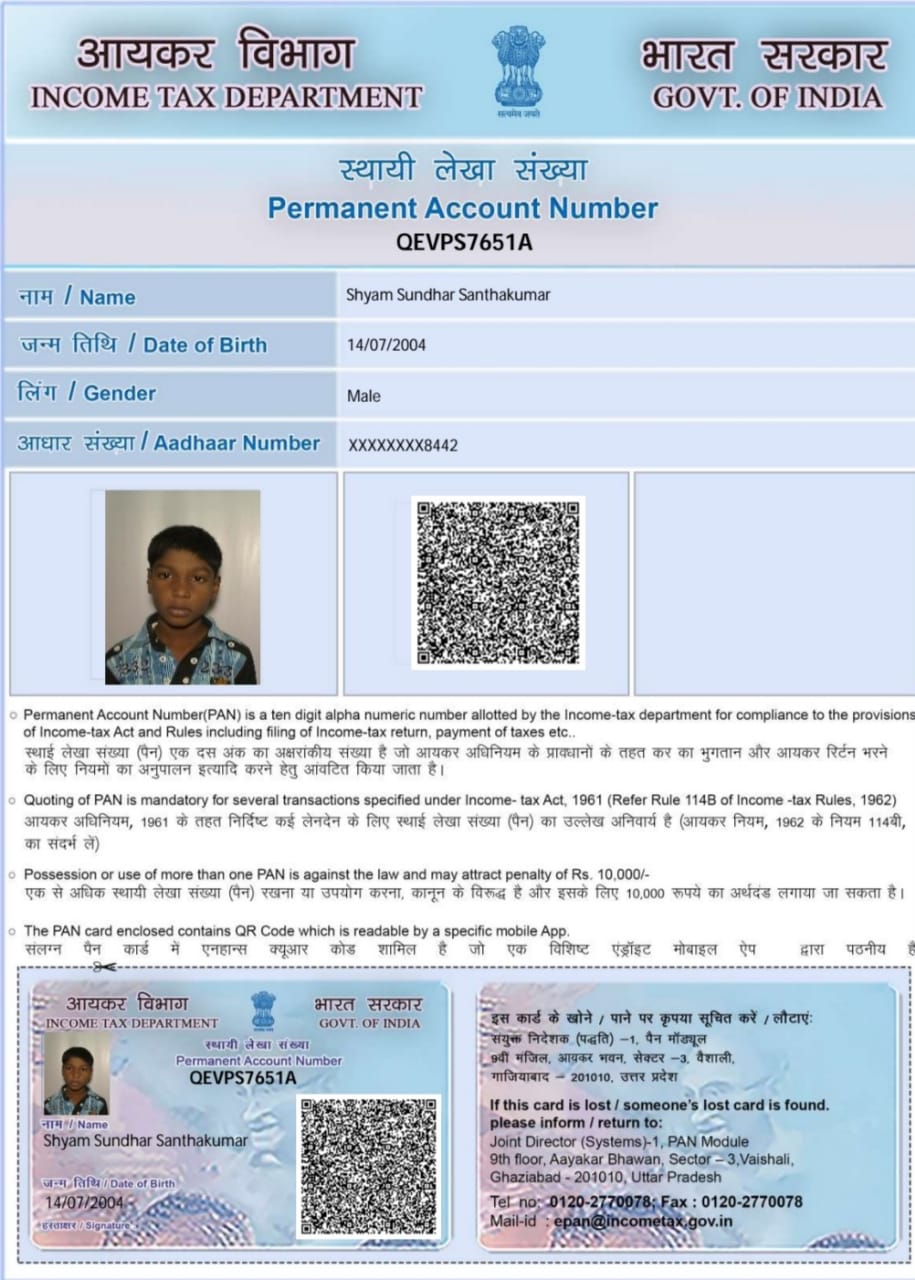 आयकर विभाग
INCOME TAX DEPARTMENT
सत्यमेव जयते
भारत सरकार
GOVT. OF INDIA
स्थायी लेखा संख्या
Permanent Account Number
QEVPS7651A
नाम / Name
Shyam Sundhar Santhakumar
जन्म तिथि / Date of Birth
14/07/2004
लिंग / Gender
Male
आधार संख्या / Aadhaar Number
XXXXXXXX8442
○ Permanent Account Number(PAN) is a ten digit alpha numeric number allotted by the Income-tax department for compliance to the provisions
of Income-tax Act and Rules including filing of Income-tax return, payment of taxes etc..
स्थाई लेखा संख्या (पैन) एक दस अंक का अक्षरांकीय संख्या है जो आयकर अधिनियम के प्रावधानों के तहत कर का भुगतान और आयकर रिर्टन भरने
के लिए नियमों का अनुपालन इत्यादि करने हेतु आंवटित किया जाता है।
○ Quoting of PAN is mandatory for several transactions specified under Income- tax Act, 1961 (Refer Rule 114B of Income -tax Rules, 1962)
आयकर अधिनियम, 1961 के तहत निर्दिष्ट कई लेनदेन के लिए स्थाई लेखा संख्या (पैन) का उल्लेख अनिवार्य है (आयकर नियम, 1962 के नियम 114बी,
का संदर्भ लें)
○ Possession or use of more than one PAN is against the law and may attract penalty of Rs. 10,000/-
एक से अधिक स्थायी लेखा संख्या (पैन) रखना या उपयोग करना, कानून के विरूद्ध है और इसके लिए 10,000 रूपये का अर्थदंड लगाया जा सकता है।
○ The PAN card enclosed contains QR Code which is readable by a specific mobile App.
संलग्न पैन कार्ड में एनहान्स क्यूआर कोड शामिल है जो एक विशिष्ट एंड्रॉइट मोबाइल ऐप द्वारा पठनीय है
आयकर विभाग
INCOME TAX DEPARTMENT
भारत सरकार
GOVT. OF INDIA
स्थायी लेखा संख्या
Permanent Account Number
QEVPS7651A
नाम / Name
Shyam Sundhar Santhakumar
जन्म तिथि / Date of Birth
14/07/2004
हस्ताक्षर / Signature
इस कार्ड के खोने / पाने पर कृपया सूचित करें / लौटाएं:
संयुक्त निदेशक (पद्धति) –1, पैन मॉड्यूल
9वीं मंजिल, आयकर भवन, सेक्टर –3, वैशाली,
गाजियाबाद – 201010, उत्तर प्रदेश
If this card is lost / someone's lost card is found.
please inform / return to:
Joint Director (Systems)-1, PAN Module
9th floor, Aayakar Bhawan, Sector – 3,Vaishali,
Ghaziabad - 201010, Uttar Pradesh
Tel no: 0120-2770078; Fax : 0120-2770078
Mail-id : epan@incometax.gov.in